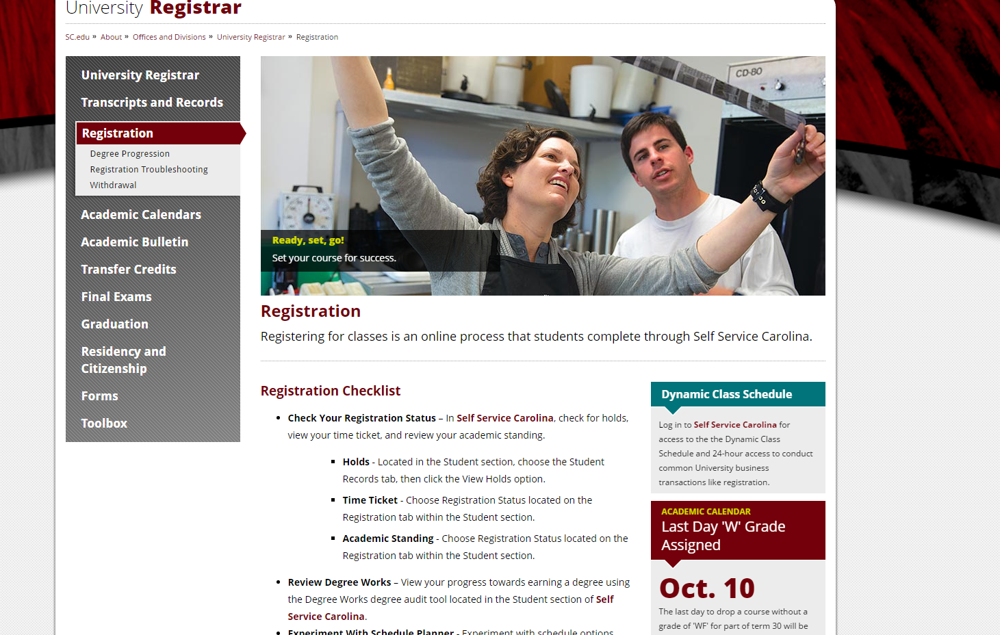 University Registrar
SC.edu » About » Offices and Divisions » University Registrar » Registration
University Registrar
Transcripts and Records
Registration
Degree Progression
Registration Troubleshooting
Withdrawal
Academic Calendars
Academic Bulletin
Transfer Credits
Final Exams
Graduation
Residency and
Citizenship
Forms
Toolbox
CD-80
Ready, set, go!
Set your course for success.
Registration
Registering for classes is an online process that students complete through Self Service Carolina.
Registration Checklist
• Check Your Registration Status – In Self Service Carolina, check for holds,
view your time ticket, and review your academic standing.
▪ Holds - Located in the Student section, choose the Student
Records tab, then click the View Holds option.
▪ Time Ticket - Choose Registration Status located on the
Registration tab within the Student section.
▪ Academic Standing - Choose Registration Status located on the
Registration tab within the Student section.
• Review Degree Works – View your progress towards earning a degree using
the Degree Works degree audit tool located in the Student section of Self
Service Carolina.
• Experiment With Schedule Planner - Experiment with schedule options
Dynamic Class Schedule
Log in to Self Service Carolina for
access to the the Dynamic Class
Schedule and 24-hour access to conduct
common University business
transactions like registration.
ACADEMIC CALENDAR
Last Day 'W' Grade
Assigned
Oct. 10
The last day to drop a course without a
grade of 'WF' for part of term 30 will be